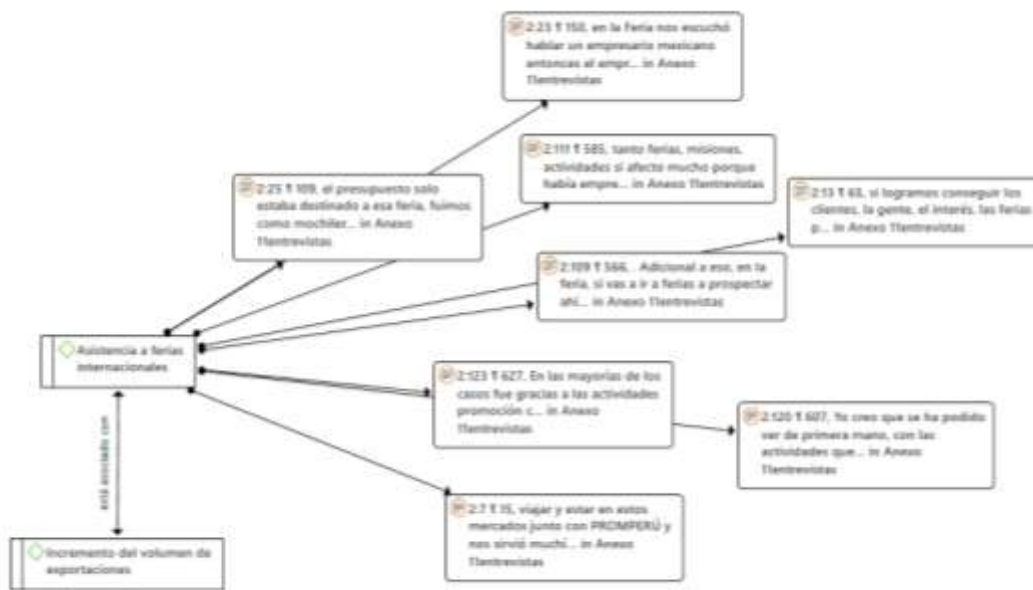 2:23 ¶ 150, en la Feria nos escuchó
hablar un empresario mexicano
entonces al empr... in Anexo
11entrevistas
2:111 ¶ 585, tanto ferias, misiones,
actividades si afecto mucho porque
había empre... in Anexo 11entrevistas
2:25 ¶ 109, el presupuesto solo
estaba destinado a esa feria, fuimos
como mochiler... in Anexo
11entrevistas
2:13 ¶ 63, si logramos conseguir los
clientes, la gente, el interés, las ferias
p... in Anexo 11entrevistas
2:109 ¶ 566, . Adicional a eso, en la
feria, si vas a ir a ferias a prospectar
ahí... in Anexo 11entrevistas
Asistencia a ferias
internacionales
2:123 ¶ 627, En las mayorías de los
casos fue gracias a las actividades
promoción c... in Anexo
11entrevistas
2:120 ¶ 607, Yo creo que se ha podido
ver de primera mano, con las
actividades que... in Anexo
11entrevistas
está asociado con
2:7 ¶ 15, viajar y estar en estos
mercados junto con PROMPERÚ y
nos sirvió muchí... in Anexo
11entrevistas
Incremento del volumen de
exportaciones